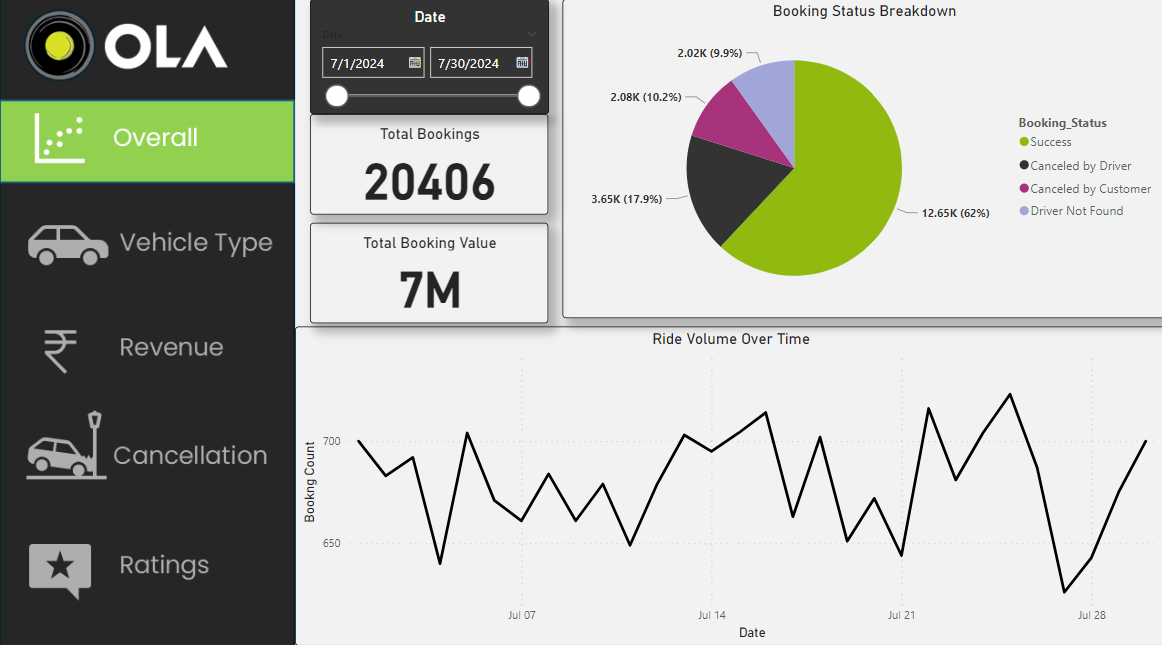 OLA
Overall
Vehicle Type
Revenue
Cancellation
Ratings
Date
Date
7/1/2024
7/30/2024
Total Bookings
20406
Total Booking Value
7M
Booking Status Breakdown
2.02K (9.9%)
2.08K (10.2%)
3.65K (17.9%)
12.65K (62%)
Booking_Status
Success
Canceled by Driver
Canceled by Customer
Driver Not Found
Ride Volume Over Time
Bookng Count
700
650
Jul 07
Jul 14
Jul 21
Jul 28
Date